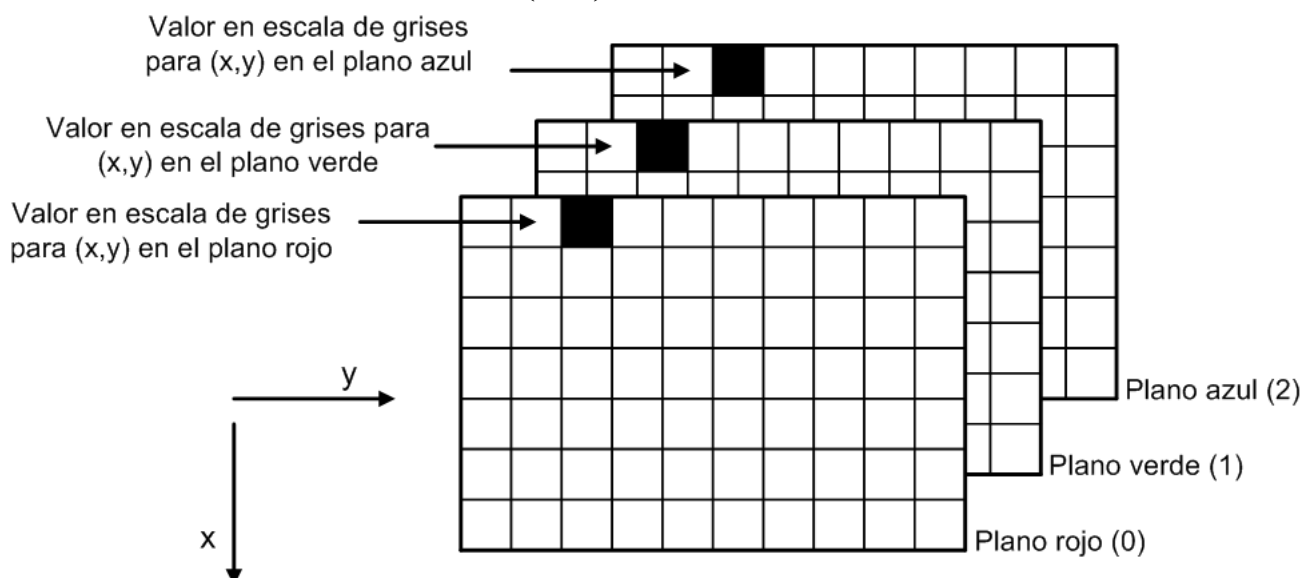 Valor en escala de grises
para (x,y) en el plano azul
Valor en escala de grises para
(x,y) en el plano verde
Valor en escala de grises
para (x,y) en el plano rojo
y
x
Plano azul (2)
Plano verde (1)
Plano rojo (0)